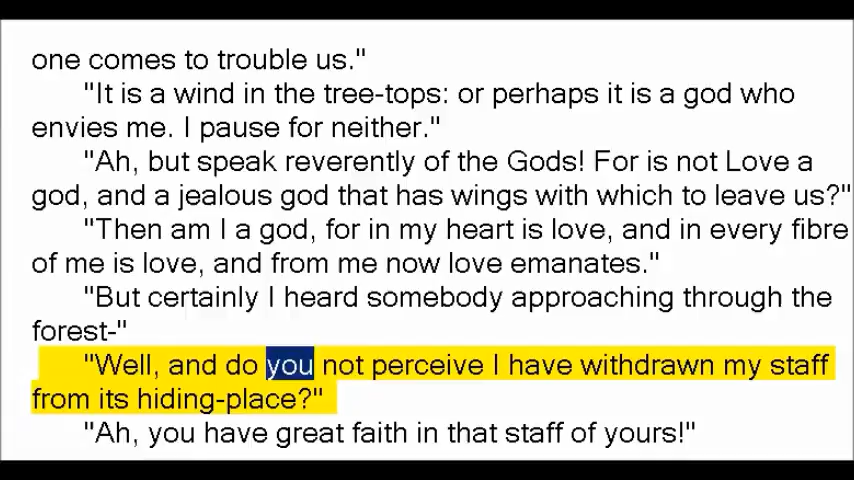 one comes to trouble us."
"It is a wind in the tree-tops: or perhaps it is a god who
envies me. I pause for neither."
"Ah, but speak reverently of the Gods! For is not Love a
god, and a jealous god that has wings with which to leave us?"
"Then am I a god, for in my heart is love, and in every fibre
of me is love, and from me now love emanates."
"But certainly I heard somebody approaching through the
forest-"
"Well, and do you not perceive I have withdrawn my staff
from its hiding-place?"
"Ah, you have great faith in that staff of yours!"